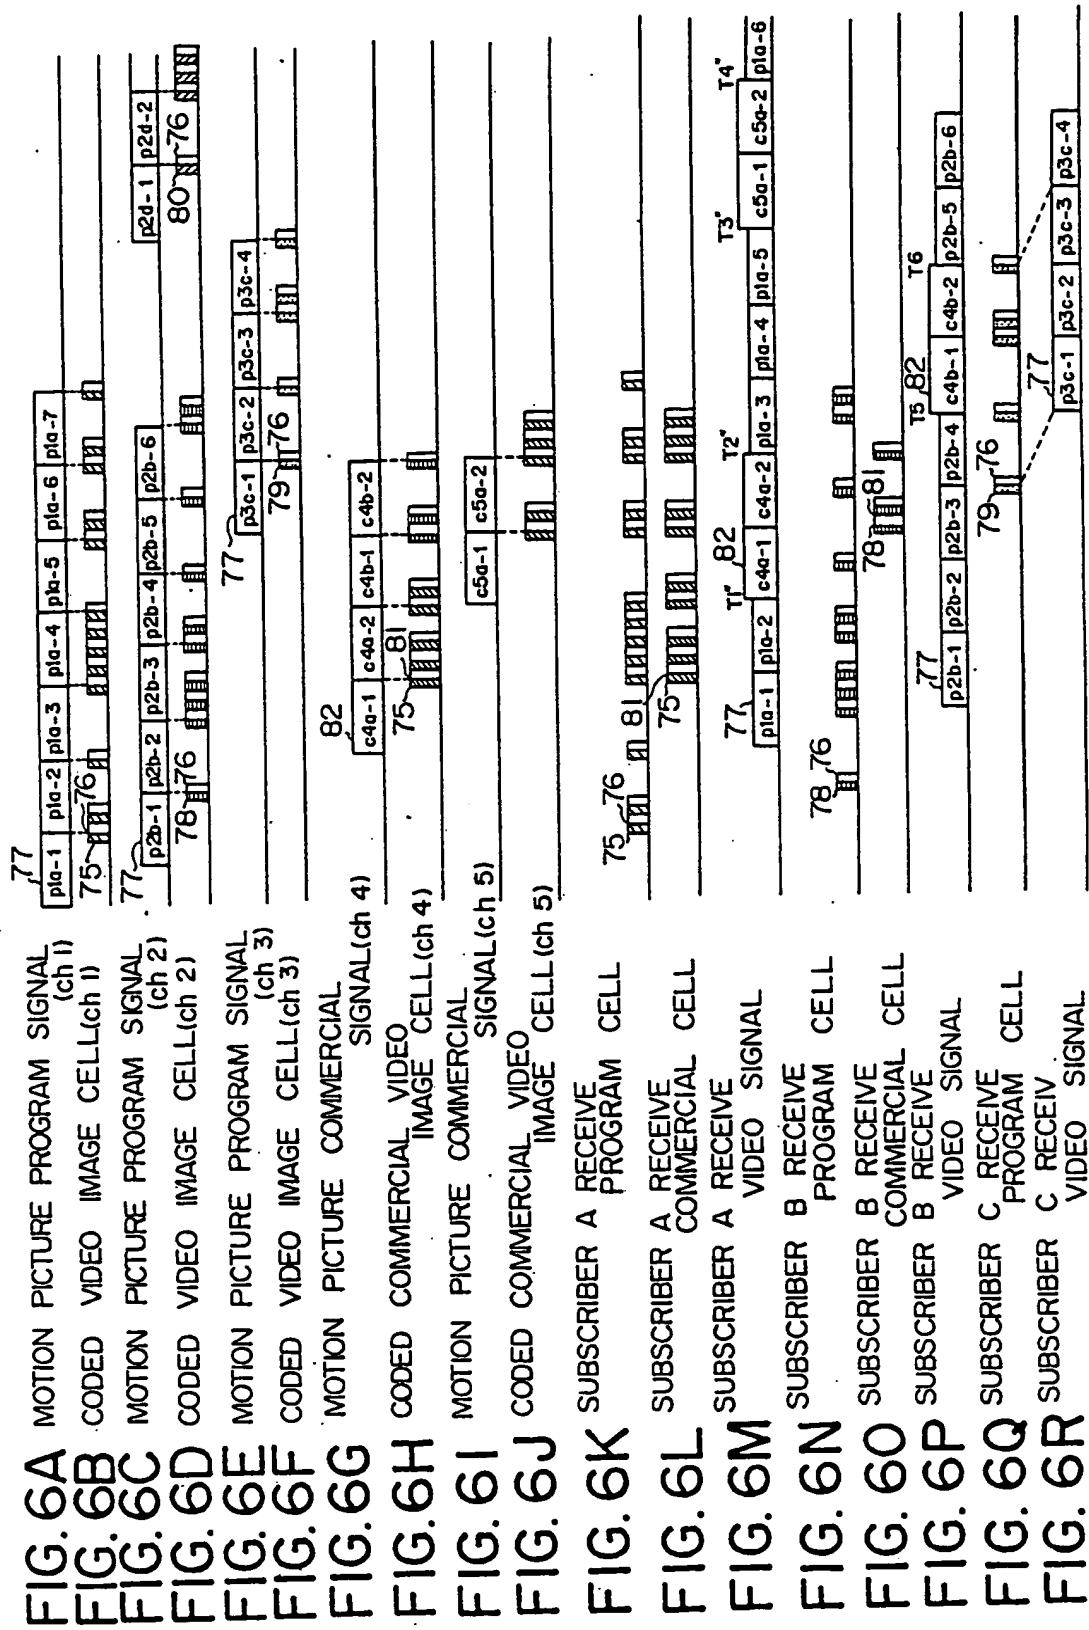 FIG. 6A MOTION PICTURE PROGRAM SIGNAL
(ch 1)
77
p1a-1 p1a-2 p1a-3 p1a-4 p1a-5 p1a-6 p1a-7
FIG. 6B CODED VIDEO IMAGE CELL(ch 1)
75 76
FIG. 6C MOTION PICTURE PROGRAM SIGNAL
(ch 2)
77
p2b-1 p2b-2 p2b-3 p2b-4 p2b-5 p2b-6 p2d-1 p2d-2
FIG. 6D CODED VIDEO IMAGE CELL(ch 2)
78 76 80 76
FIG. 6E MOTION PICTURE PROGRAM SIGNAL
(ch 3)
77
p3c-1 p3c-2 p3c-3 p3c-4
FIG. 6F CODED VIDEO IMAGE CELL(ch 3)
79 76
FIG. 6G MOTION PICTURE COMMERCIAL
SIGNAL(ch 4)
82
c4a-1 c4a-2 c4b-1 c4b-2
FIG. 6H CODED COMMERCIAL VIDEO
IMAGE CELL(ch 4)
75 81
FIG. 6I MOTION PICTURE COMMERCIAL
SIGNAL(ch 5)
c5a-1 c5a-2
FIG. 6J CODED COMMERCIAL VIDEO
IMAGE CELL(ch 5)
FIG. 6K SUBSCRIBER A RECEIVE
PROGRAM CELL
75 76
FIG. 6L SUBSCRIBER A RECEIVE
COMMERCIAL CELL
81
75
FIG. 6M SUBSCRIBER A RECEIVE
VIDEO SIGNAL
77 T1" 82 T2" T3" T4"
p1a-1 p1a-2 c4a-1 c4a-2 p1a-3 p1a-4 p1a-5 c5a-1 c5a-2 p1a-6
FIG. 6N SUBSCRIBER B RECEIVE
PROGRAM CELL
78 76
FIG. 6O SUBSCRIBER B RECEIVE
COMMERCIAL CELL
78 81
FIG. 6P SUBSCRIBER B RECEIVE
VIDEO SIGNAL
77 T5 82 T6
p2b-1 p2b-2 p2b-3 p2b-4 c4b-1 c4b-2 p2b-5 p2b-6
FIG. 6Q SUBSCRIBER C RECEIVE
PROGRAM CELL
79 76
FIG. 6R SUBSCRIBER C RECEIV
VIDEO SIGNAL
77
p3c-1 p3c-2 p3c-3 p3c-4